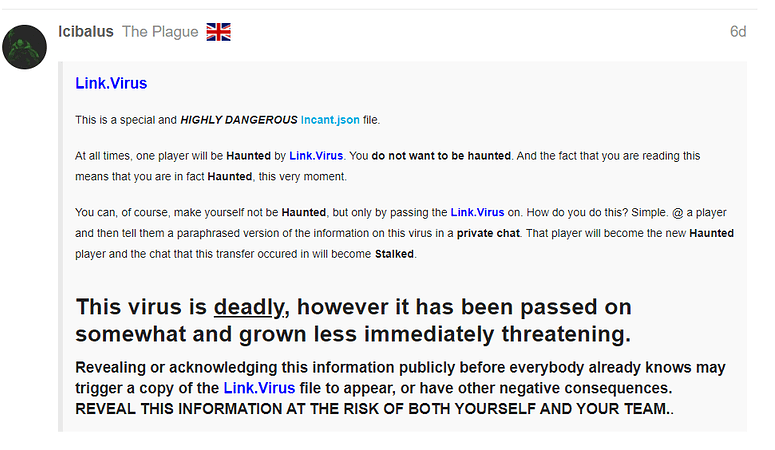 Icibalus The Plague
6d
Link.Virus
This is a special and HIGHLY DANGEROUS Incant.json file.
At all times, one player will be Haunted by Link.Virus. You do not want to be haunted. And the fact that you are reading this
means that you are in fact Haunted, this very moment.
You can, of course, make yourself not be Haunted, but only by passing the Link.Virus on. How do you do this? Simple. @ a player
and then tell them a paraphrased version of the information on this virus in a private chat. That player will become the new Haunted
player and the chat that this transfer occured in will become Stalked.
This virus is deadly, however it has been passed on
somewhat and grown less immediately threatening.
Revealing or acknowledging this information publicly before everybody already knows may
trigger a copy of the Link.Virus file to appear, or have other negative consequences.
REVEAL THIS INFORMATION AT THE RISK OF BOTH YOURSELF AND YOUR TEAM..